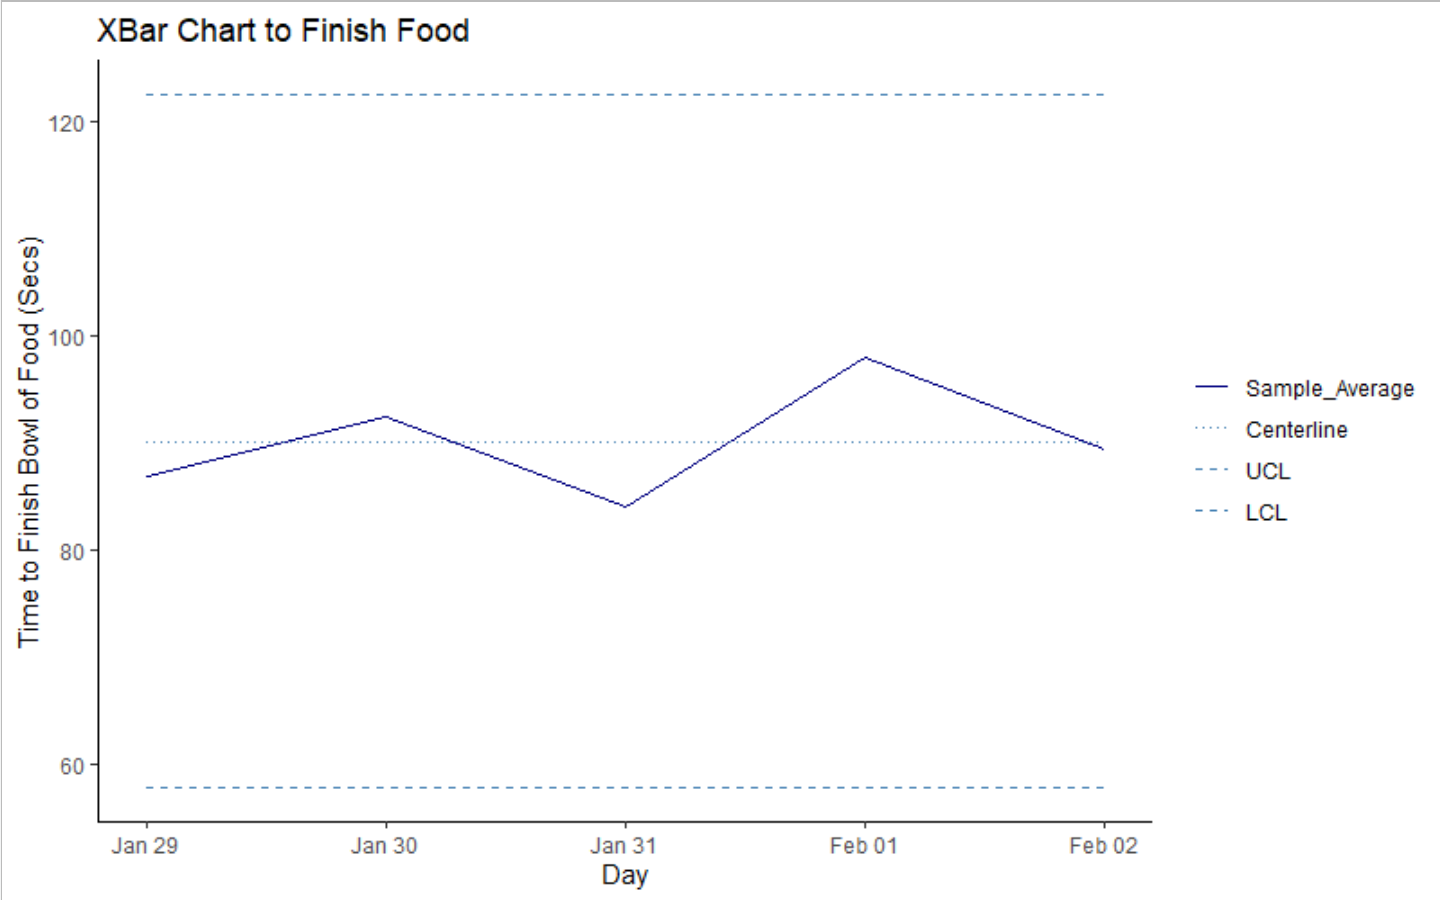 XBar Chart to Finish Food
Time to Finish Bowl of Food (Secs)
120
100
80
60
Jan 29
Jan 30
Jan 31
Feb 01
Feb 02
Day
Sample_Average
Centerline
UCL
LCL